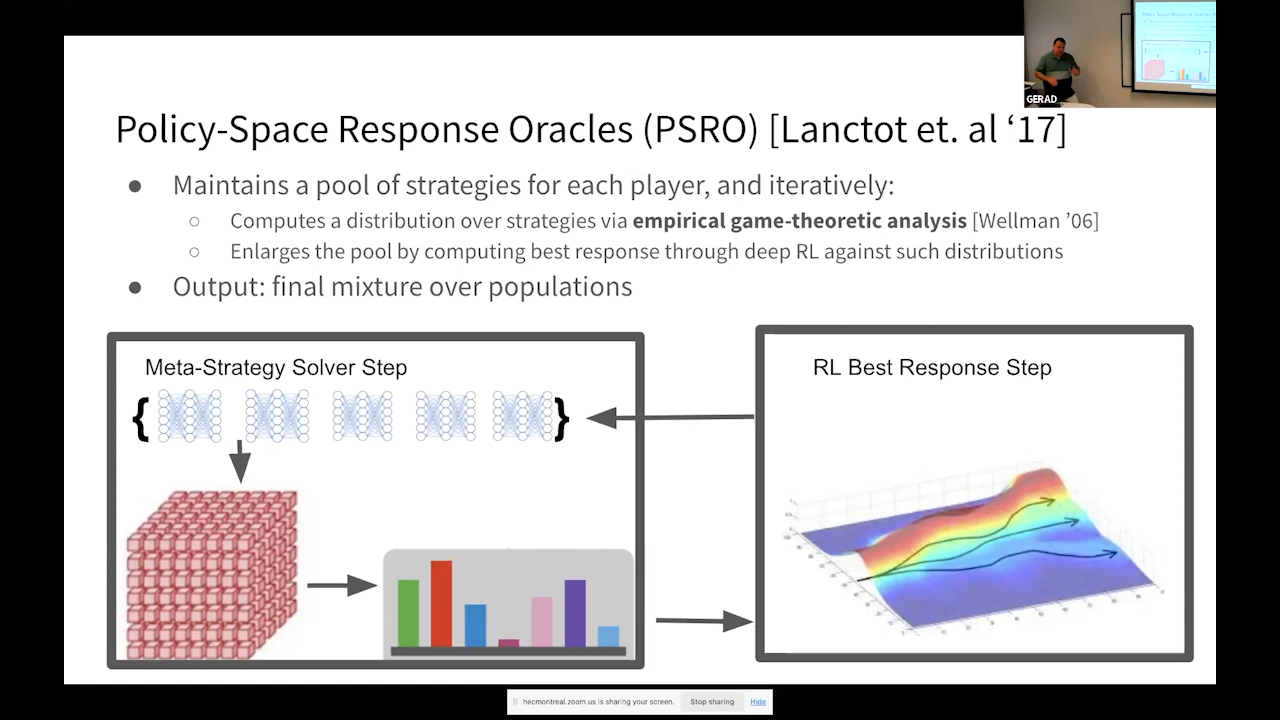 GERAD
Policy-Space Response Oracles (PSRO) [Lanctot et. al ‘17]
● Maintains a pool of strategies for each player, and iteratively:
○ Computes a distribution over strategies via empirical game-theoretic analysis [Wellman ’06]
○ Enlarges the pool by computing best response through deep RL against such distributions
● Output: final mixture over populations
Meta-Strategy Solver Step
{ }
RL Best Response Step
hecmontreal.zoom.us is sharing your screen. Stop sharing Hide